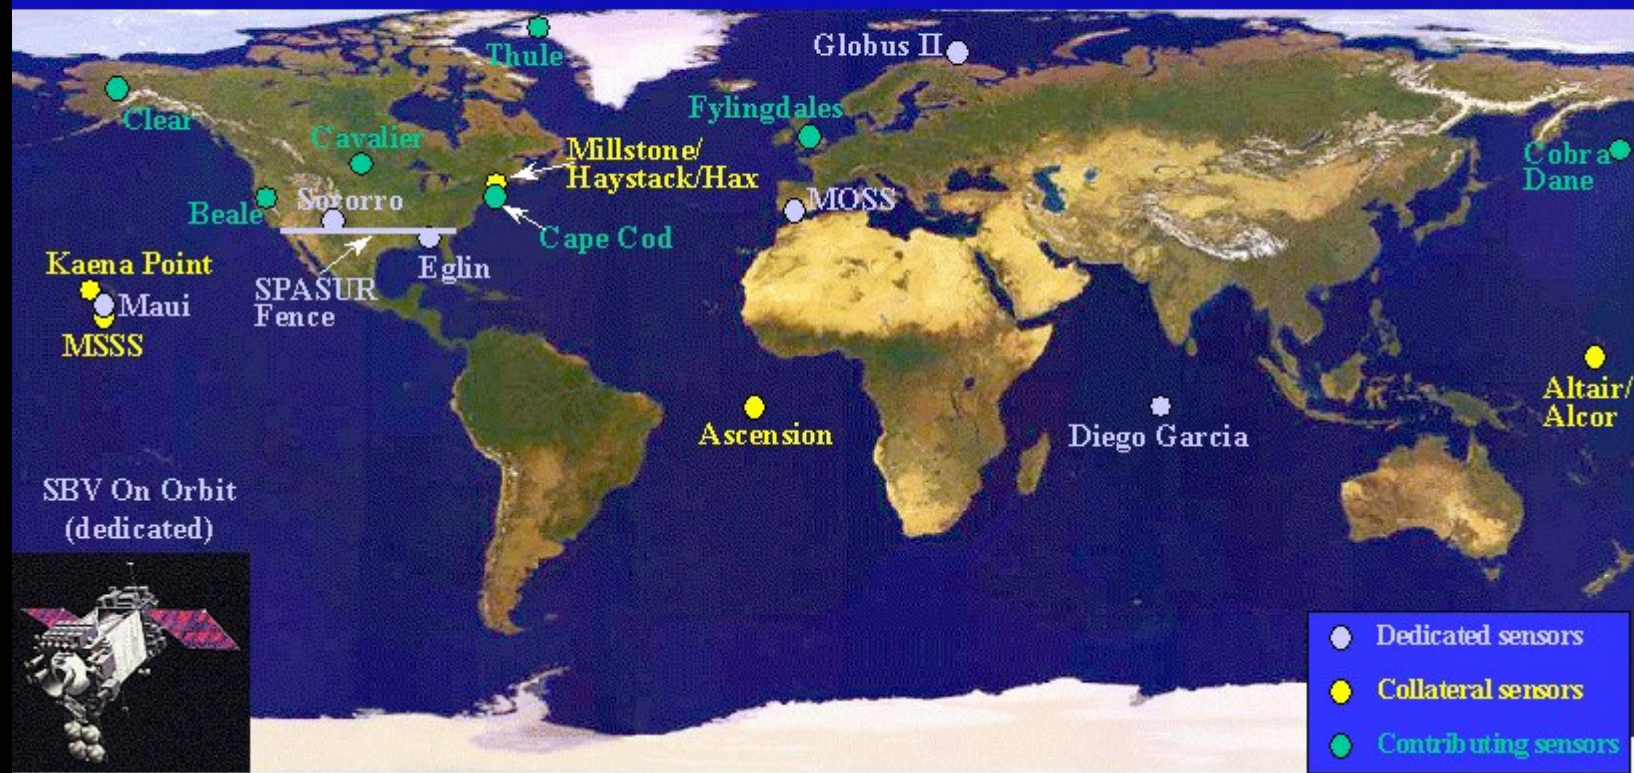 Thule
Globus II
Clear
Fylingdales
Cavalier
Millstone/
Haystack/Hax
Cobra
Dane
Beale
Socorro
MOSS
Cape Cod
Kaena Point
Eglin
SPASUR
Fence
Maui
MSSS
Altair/
Alcor
Ascension
Diego Garcia
SBV On Orbit
(dedicated)
Dedicated sensors
Collateral sensors
Contributing sensors